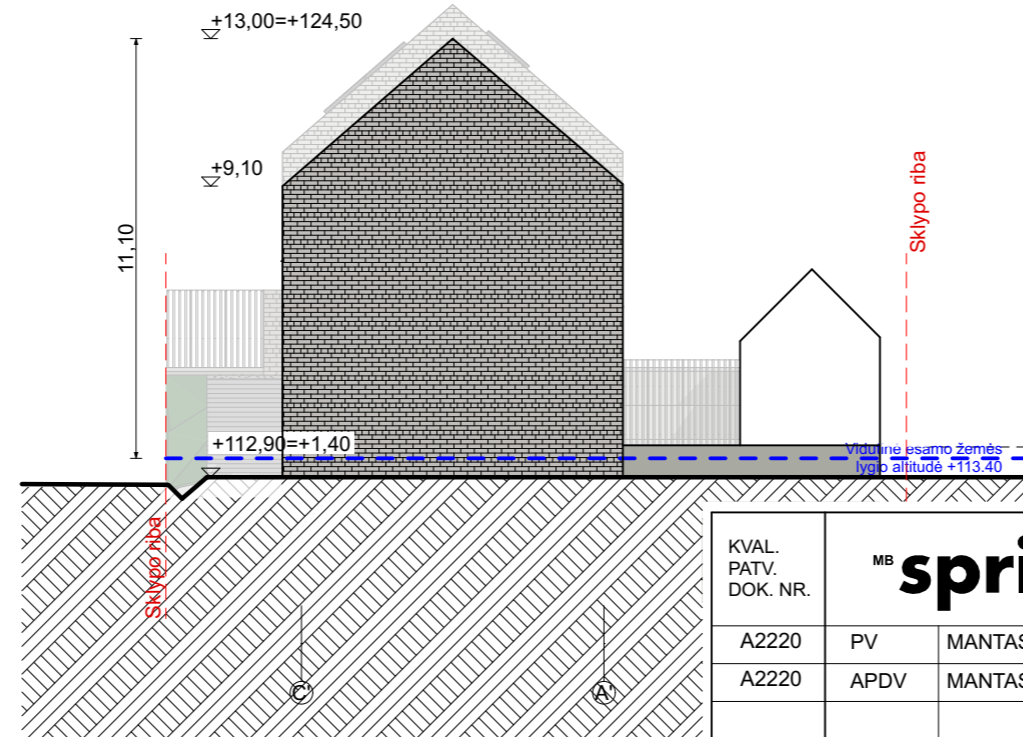 +13,00=+124,50
+9,10
11,10
Sklypo riba
+112,90=+1,40
Vidutinė esamo žemės
lygio altitudė +113.40
Sklypo riba
C'
A'
KVAL.
PATV.
DOK. NR.
MB spri
A2220 PV MANTAS
A2220 APDV MANTAS